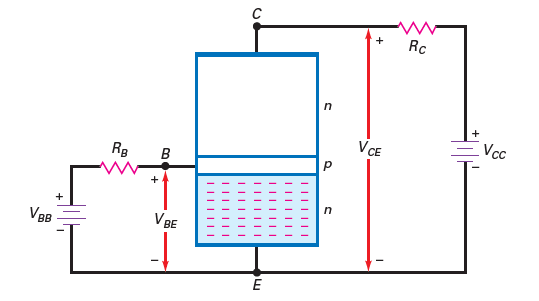 C
+
R_C
n
R_B
B
p
V_CE
+
V_CC
-
+
V_BB
-
+
V_BE
-
n
-
E